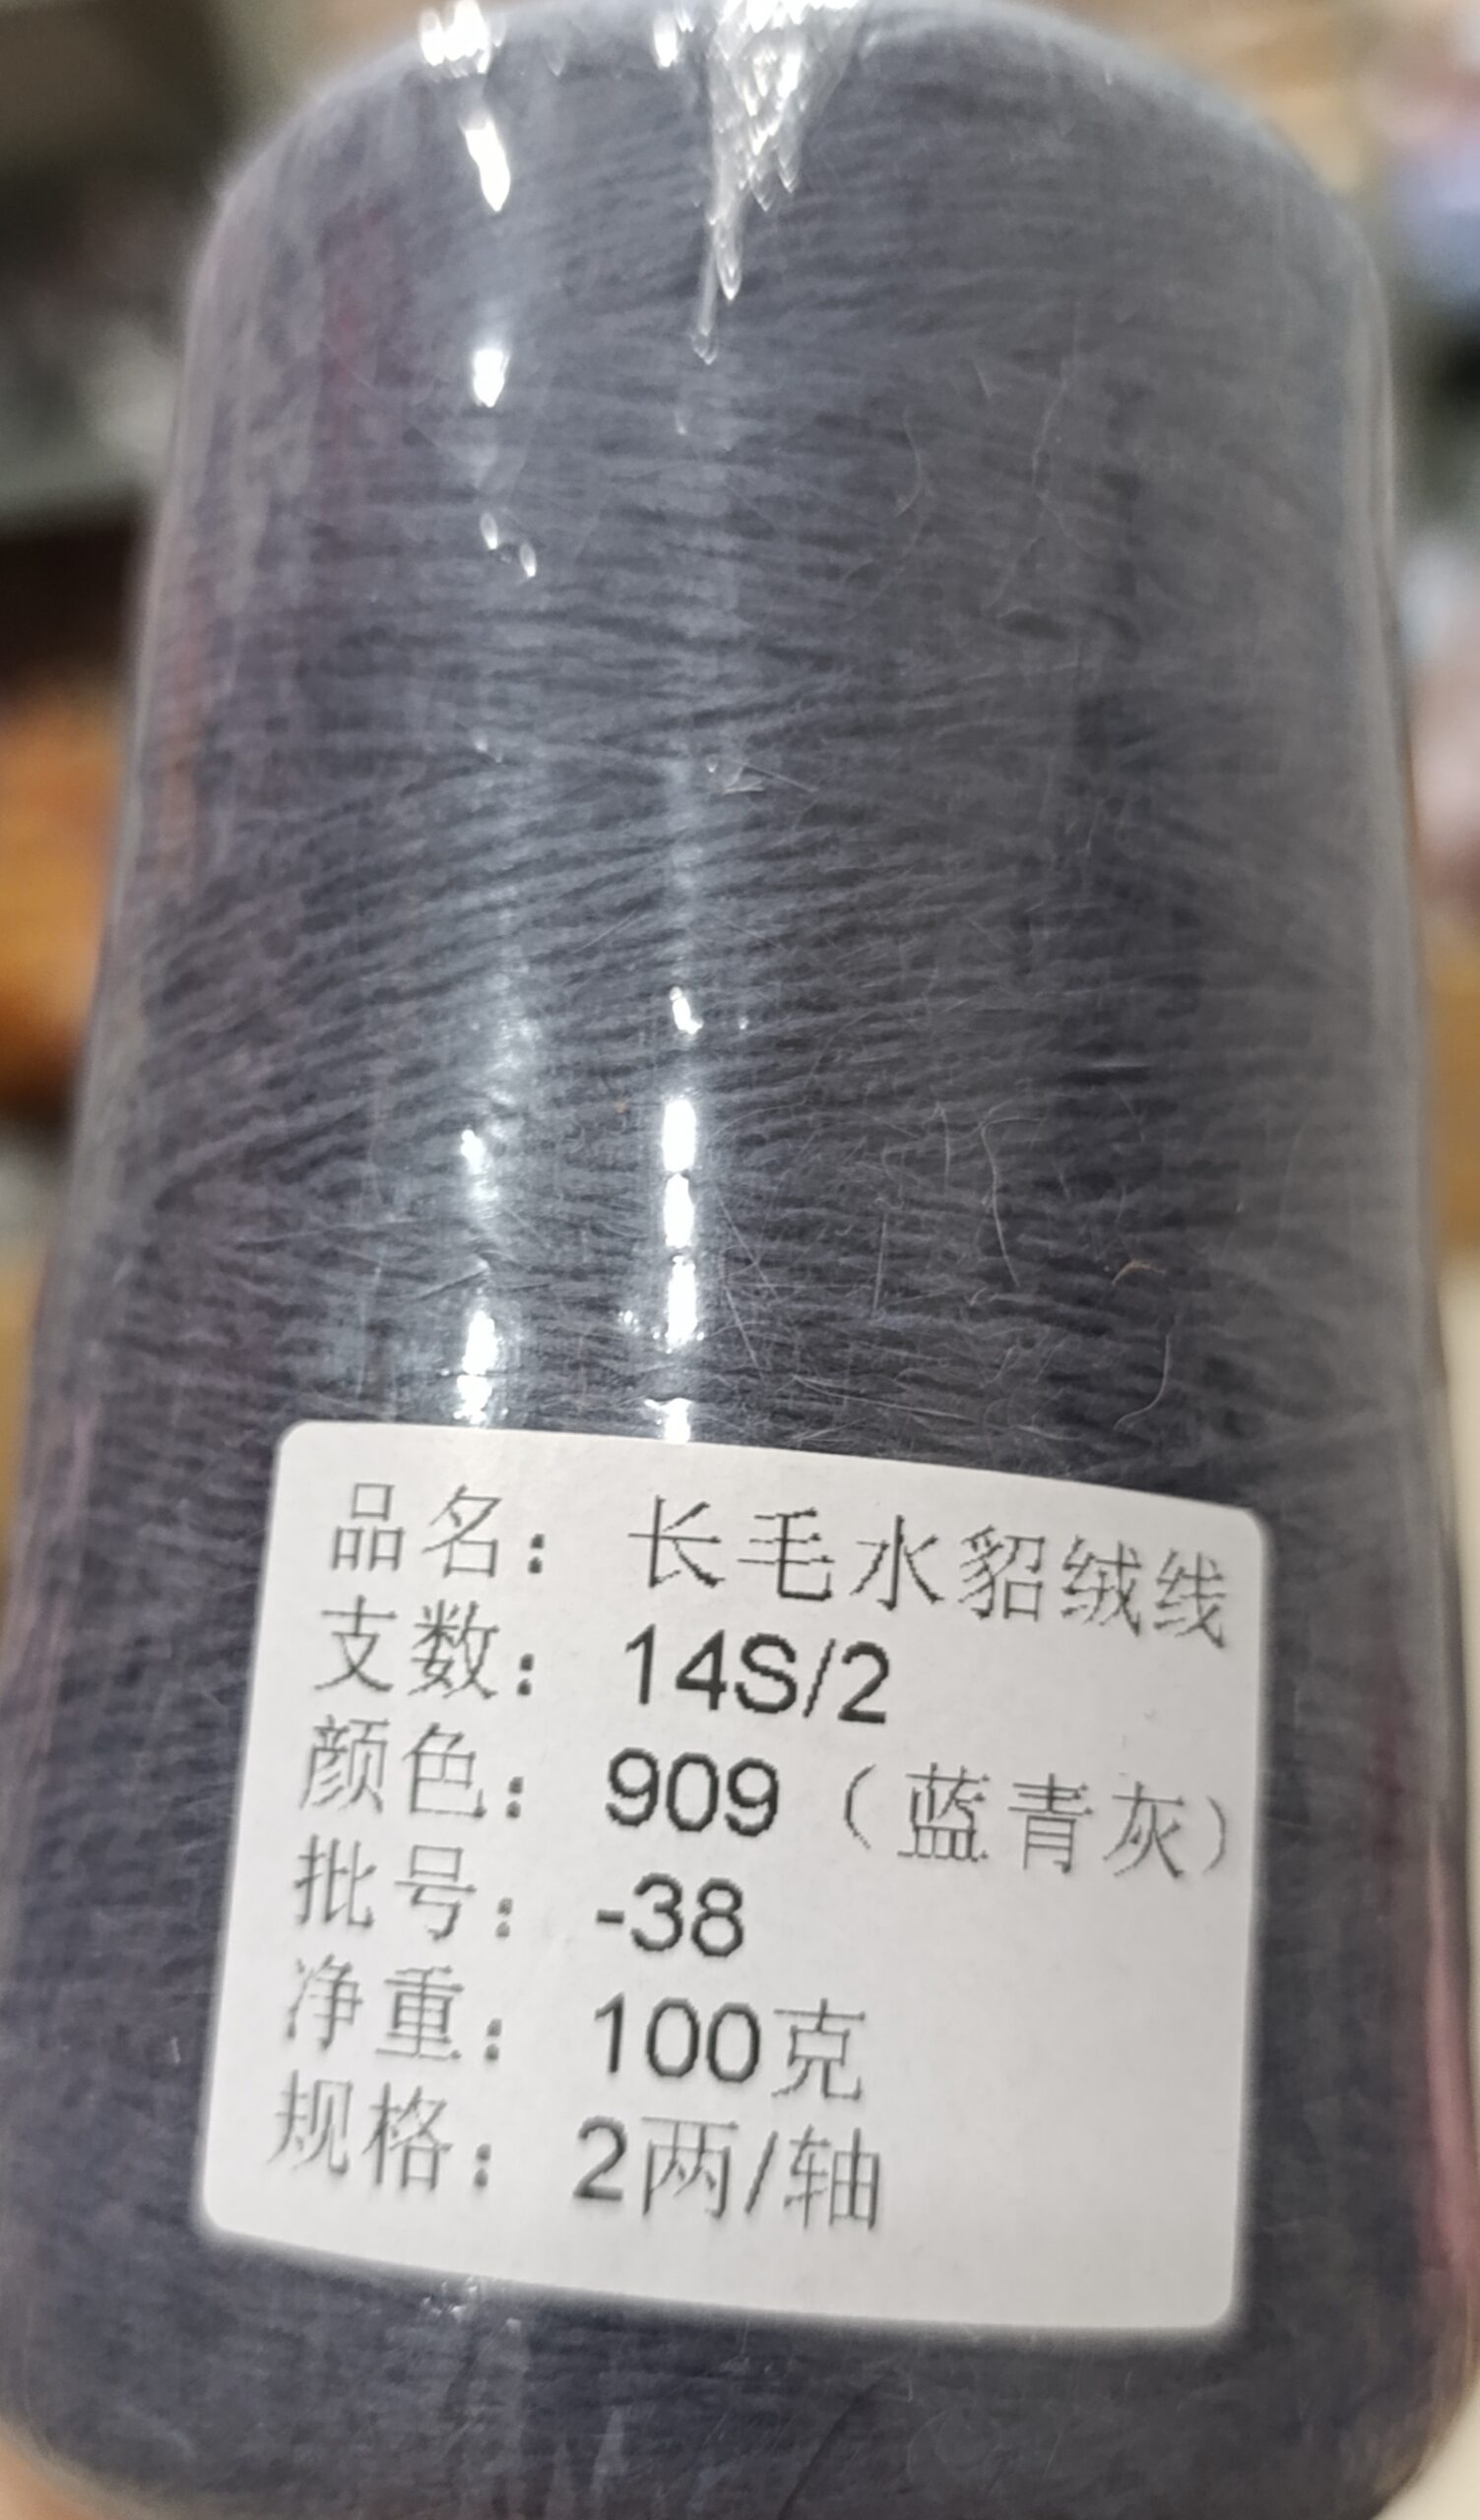 品名：长毛水貂绒线
支数：14S/2
颜色：909（蓝青灰）
批号：-38
净重：100克
规格：2两/轴